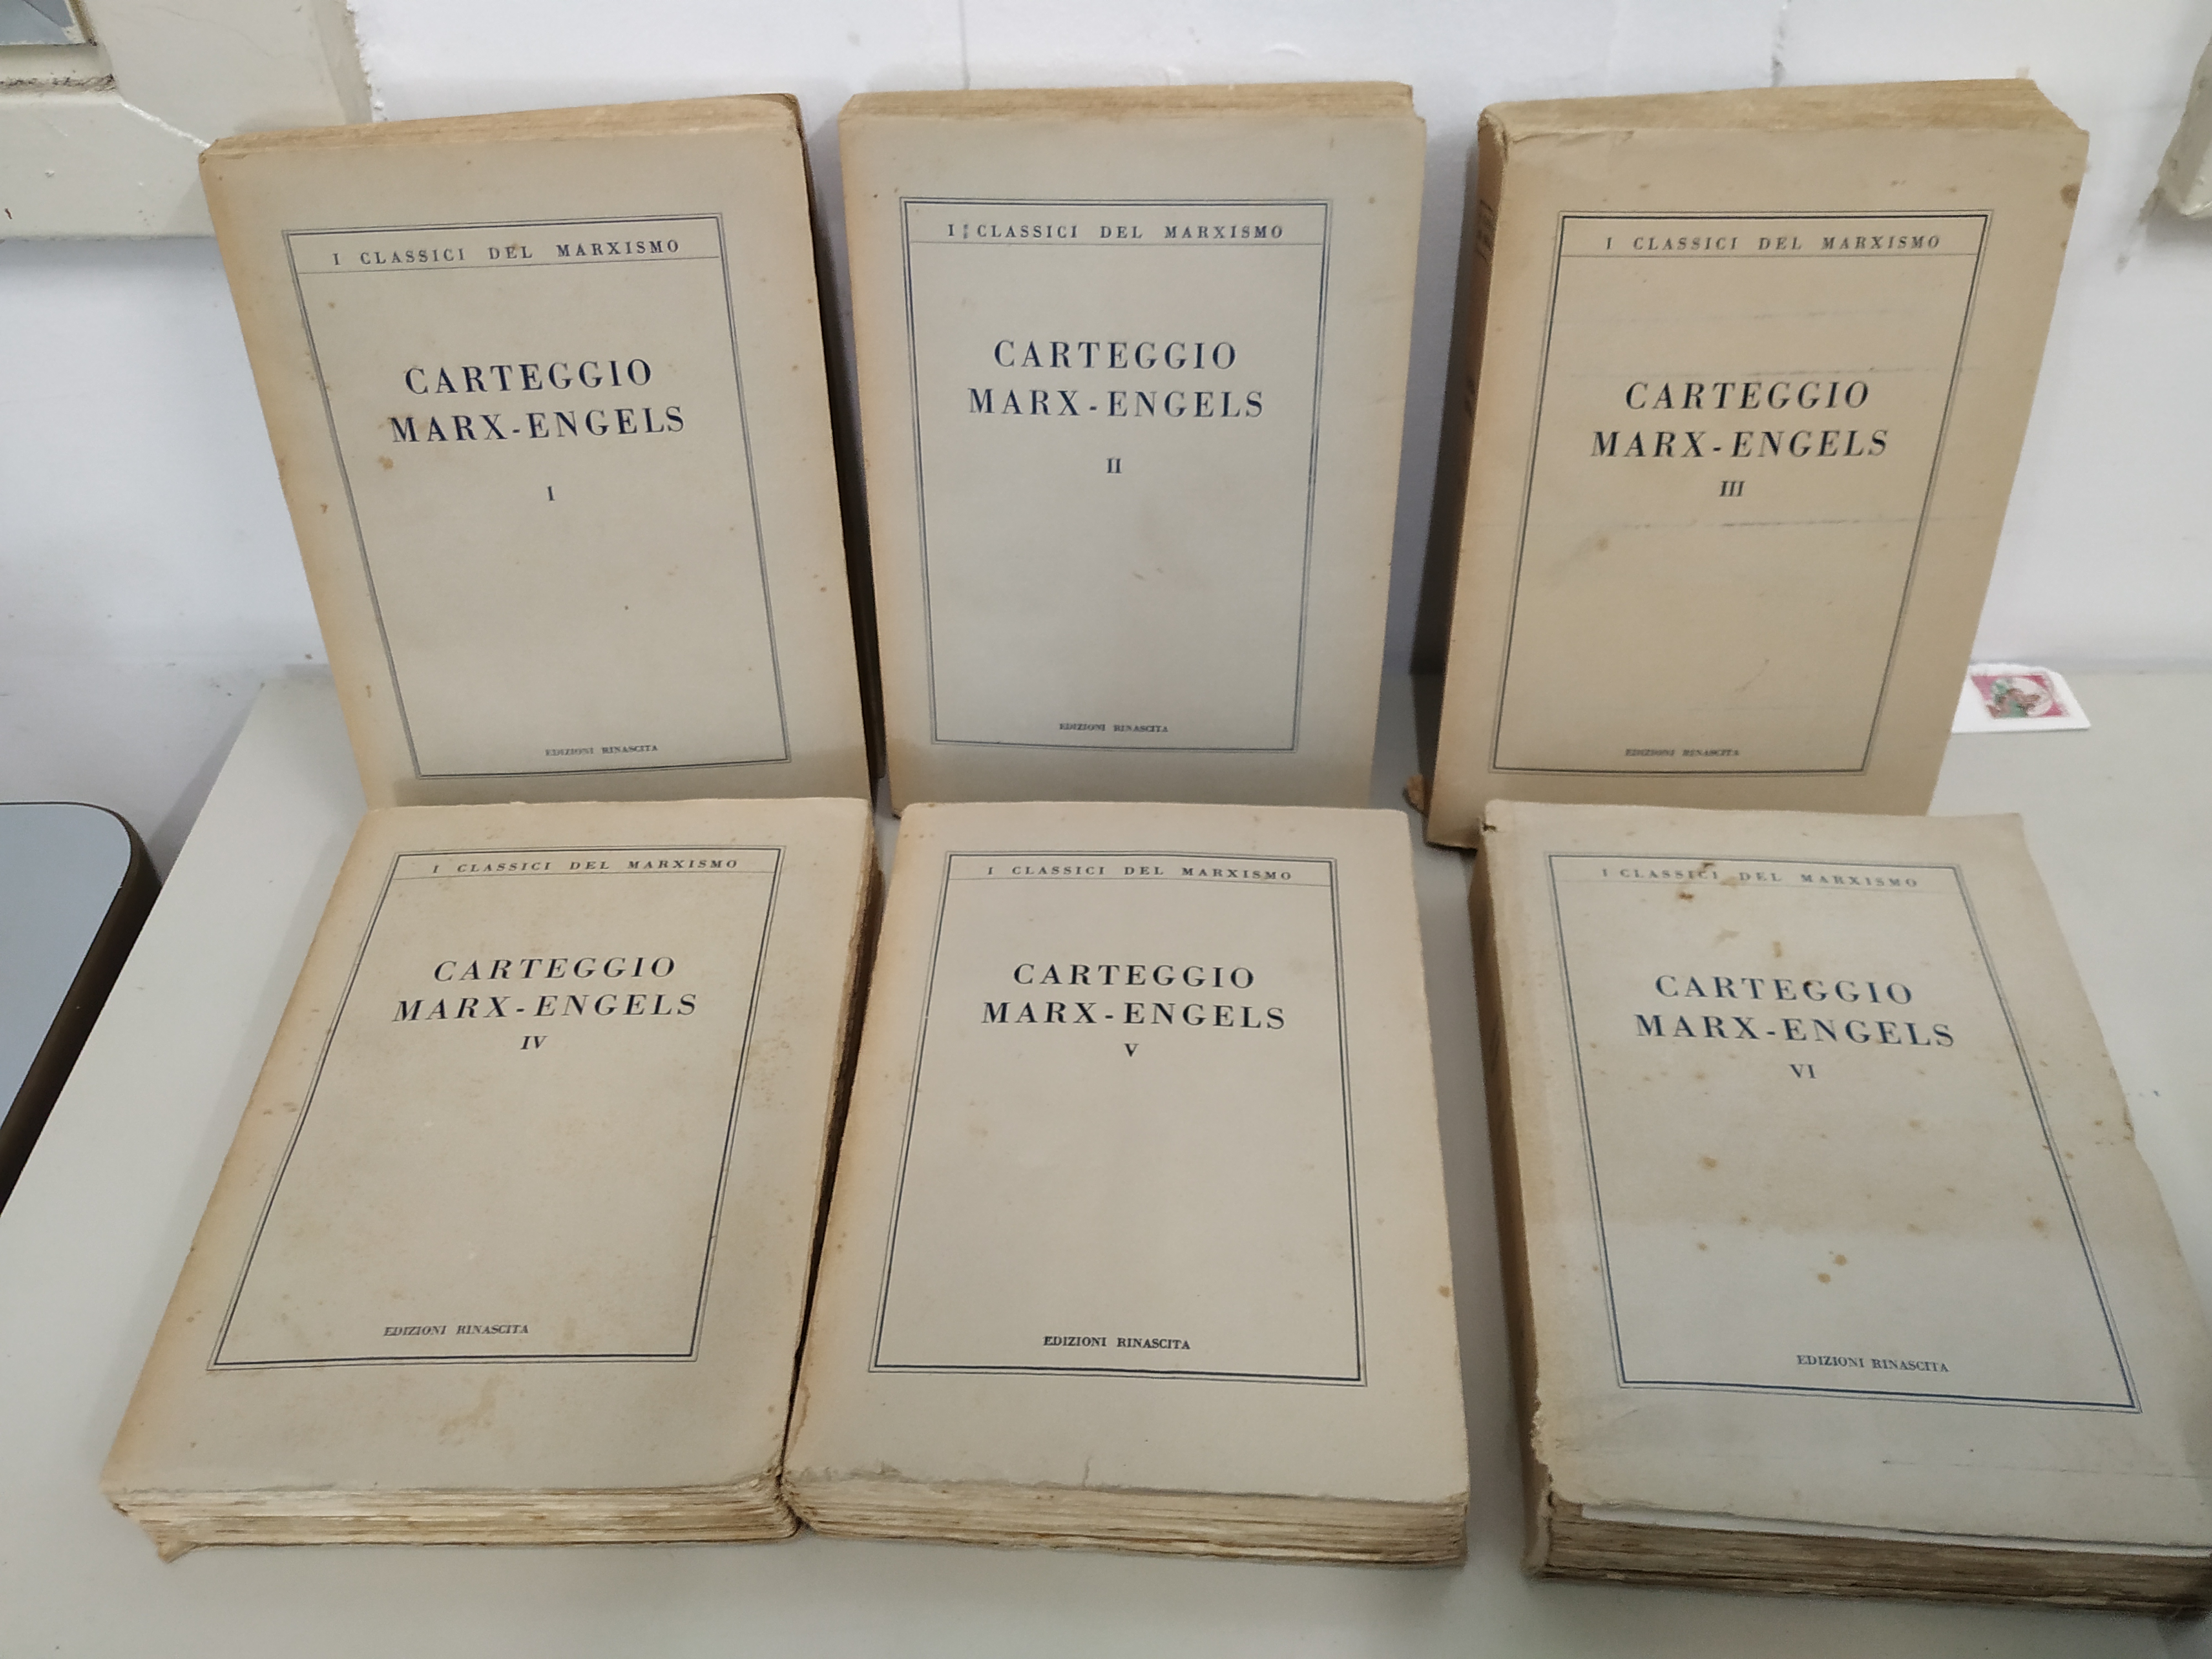 I CLASSICI DEL MARXISMO
CARTEGGIO
MARX-ENGELS
I
EDIZIONI RINASCITA
I CLASSICI DEL MARXISMO
CARTEGGIO
MARX-ENGELS
II
EDIZIONI RINASCITA
I CLASSICI DEL MARXISMO
CARTEGGIO
MARX-ENGELS
III
EDIZIONI RINASCITA
I CLASSICI DEL MARXISMO
CARTEGGIO
MARX-ENGELS
IV
EDIZIONI RINASCITA
I CLASSICI DEL MARXISMO
CARTEGGIO
MARX-ENGELS
V
EDIZIONI RINASCITA
I CLASSICI DEL MARXISMO
CARTEGGIO
MARX-ENGELS
VI
EDIZIONI RINASCITA